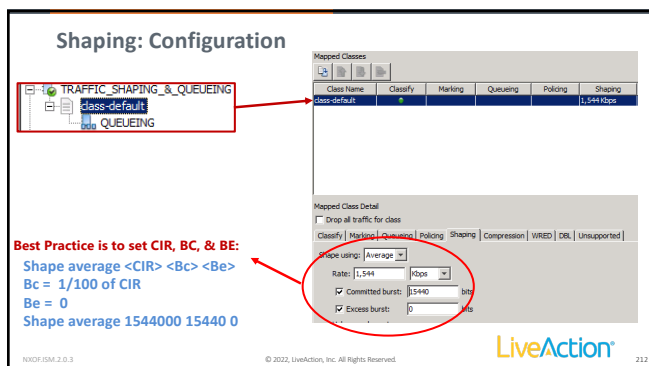 Shaping: Configuration
TRAFFIC_SHAPING_&_QUEUEING
class-default
QUEUEING
Mapped Classes
Class Name Classify Marking Queueing Policing Shaping
class-default 1,544 Kbps
Mapped Class Detail
Drop all traffic for class
Classify Marking Queueing Policing Shaping Compression WRED DBL Unsupported
Shape using: Average
Rate: 1,544 Kbps
Committed burst: 15440 bits
Excess burst: 0 bits
Best Practice is to set CIR, BC, & BE:
Shape average <CIR> <Bc> <Be>
Bc = 1/100 of CIR
Be = 0
Shape average 1544000 15440 0
NXOF.ISM.2.0.3
© 2022, LiveAction, Inc. All Rights Reserved.
LiveAction
212